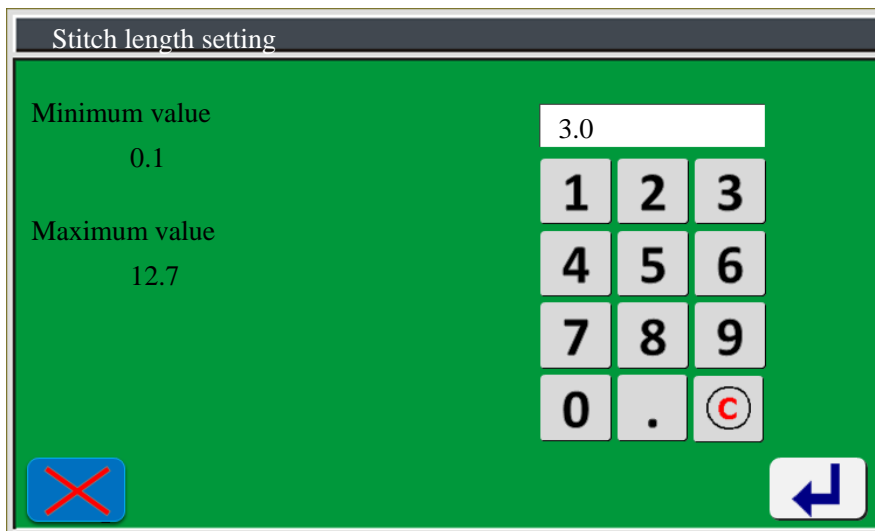 Stitch length setting
Minimum value
0.1
Maximum value
12.7
3.0
1 2 3
4 5 6
7 8 9
0 . C